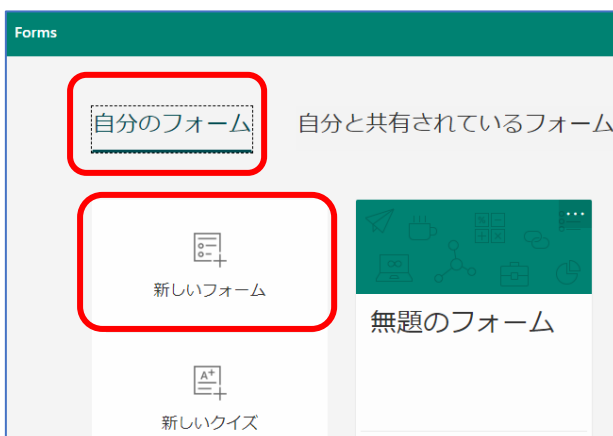 Forms
自分のフォーム 自分と共有されているフォーム
新しいフォーム
無題のフォーム
新しいクイズ